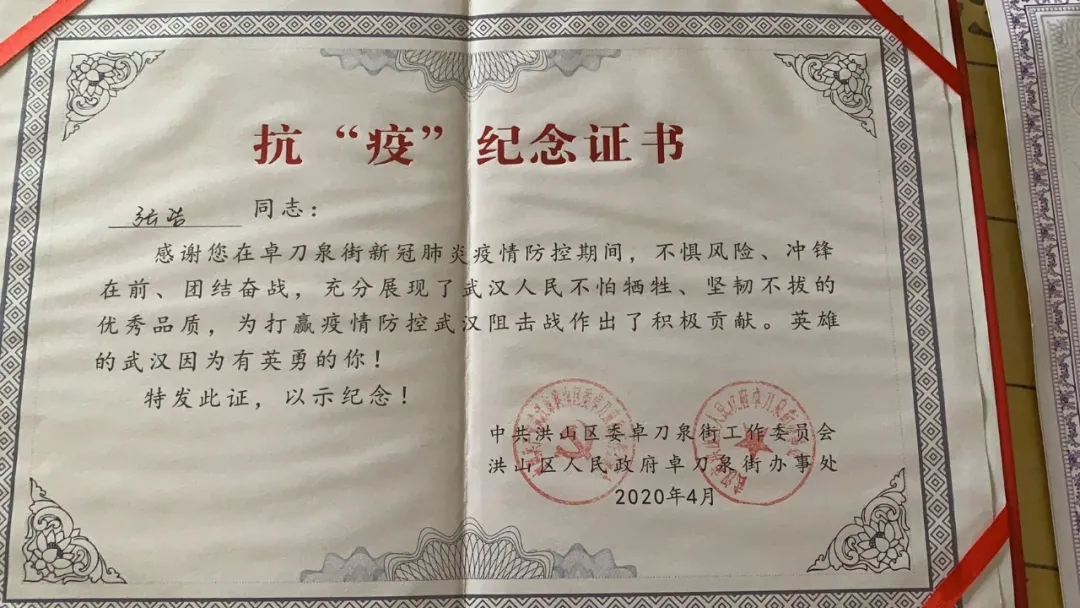 抗“疫”纪念证书
张浩 同志：
感谢您在卓刀泉街新冠肺炎疫情防控期间，不惧风险、冲锋
在前、团结奋战，充分展现了武汉人民不怕牺牲、坚韧不拔的
优秀品质，为打赢疫情防控武汉阻击战作出了积极贡献。英雄
的武汉因为有英勇的你！
特发此证，以示纪念！
中共洪山区委卓刀泉街工作委员会
洪山区人民政府卓刀泉街办事处
2020年4月